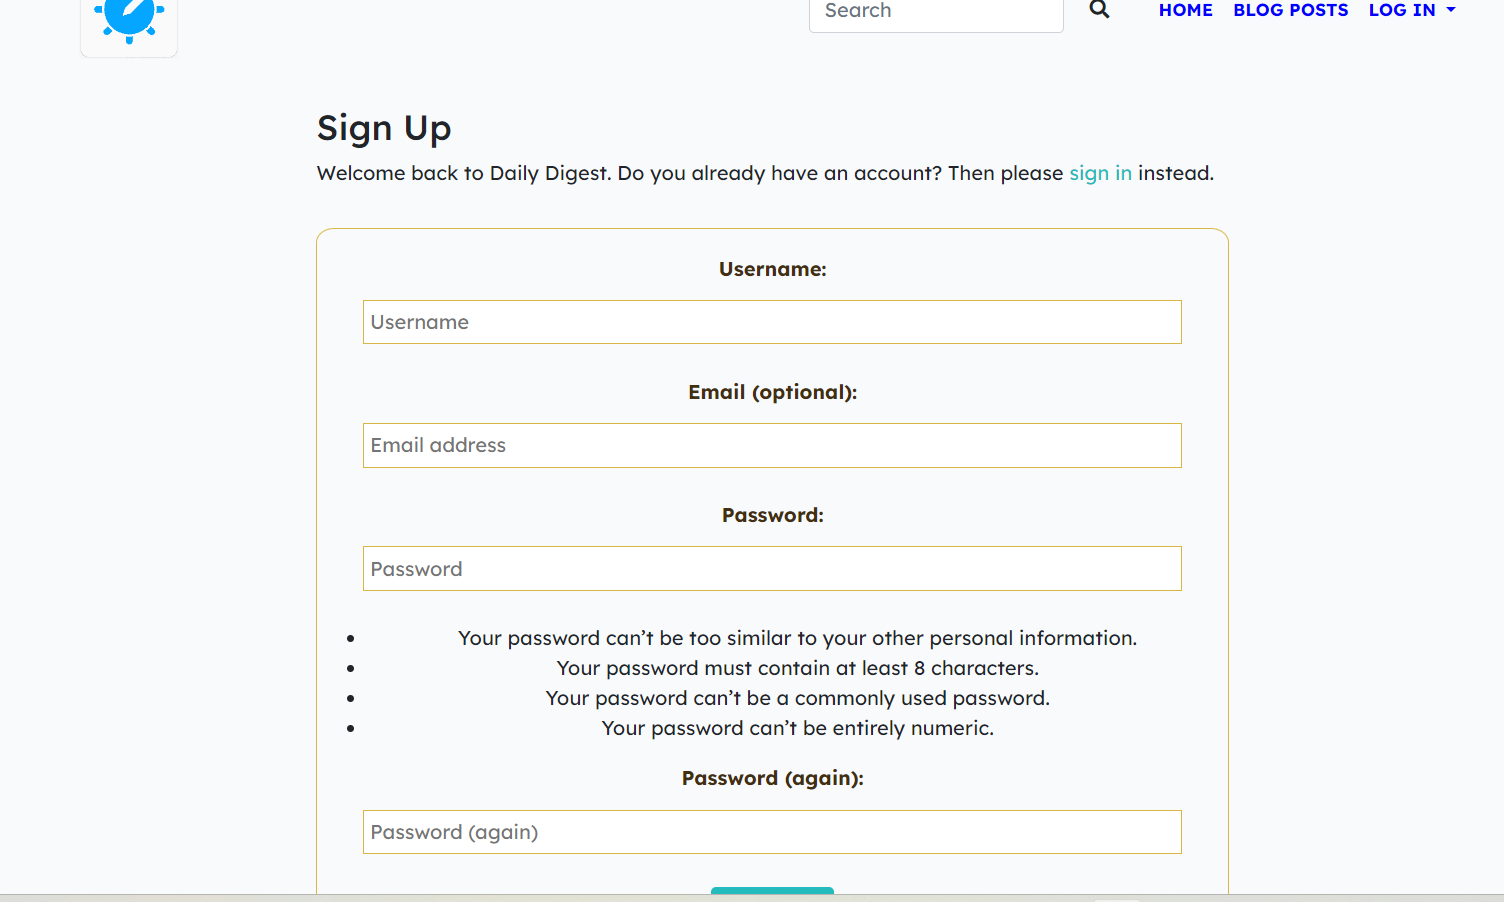 Search
HOME BLOG POSTS LOG IN
Sign Up
Welcome back to Daily Digest. Do you already have an account? Then please sign in instead.
Username:
Username
Email (optional):
Email address
Password:
Password
Your password can’t be too similar to your other personal information.
Your password must contain at least 8 characters.
Your password can’t be a commonly used password.
Your password can’t be entirely numeric.
Password (again):
Password (again)